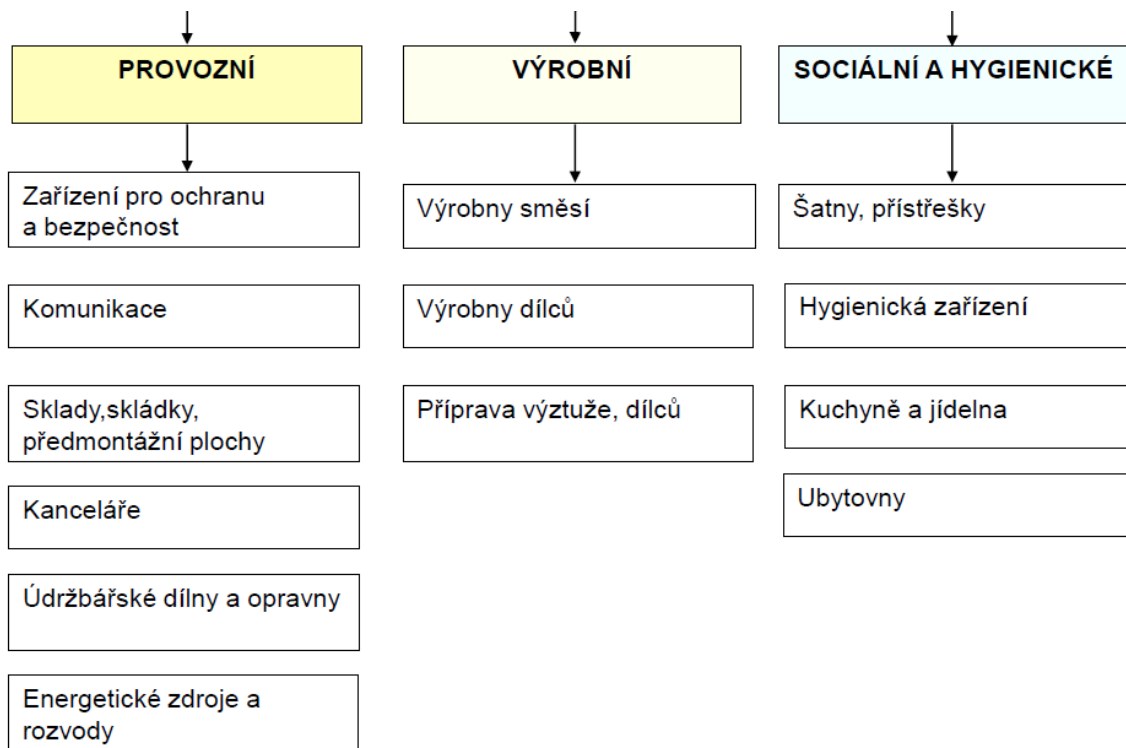 PROVOZNÍ
Zařízení pro ochranu
a bezpečnost
Komunikace
Sklady,skládky,
předmontážní plochy
Kanceláře
Údržbářské dílny a opravny
Energetické zdroje a
rozvody
VÝROBNÍ
Výrobny směsí
Výrobny dílců
Příprava výztuže, dílců
SOCIÁLNÍ A HYGIENICKÉ
Šatny, přístřešky
Hygienická zařízení
Kuchyně a jídelna
Ubytovny